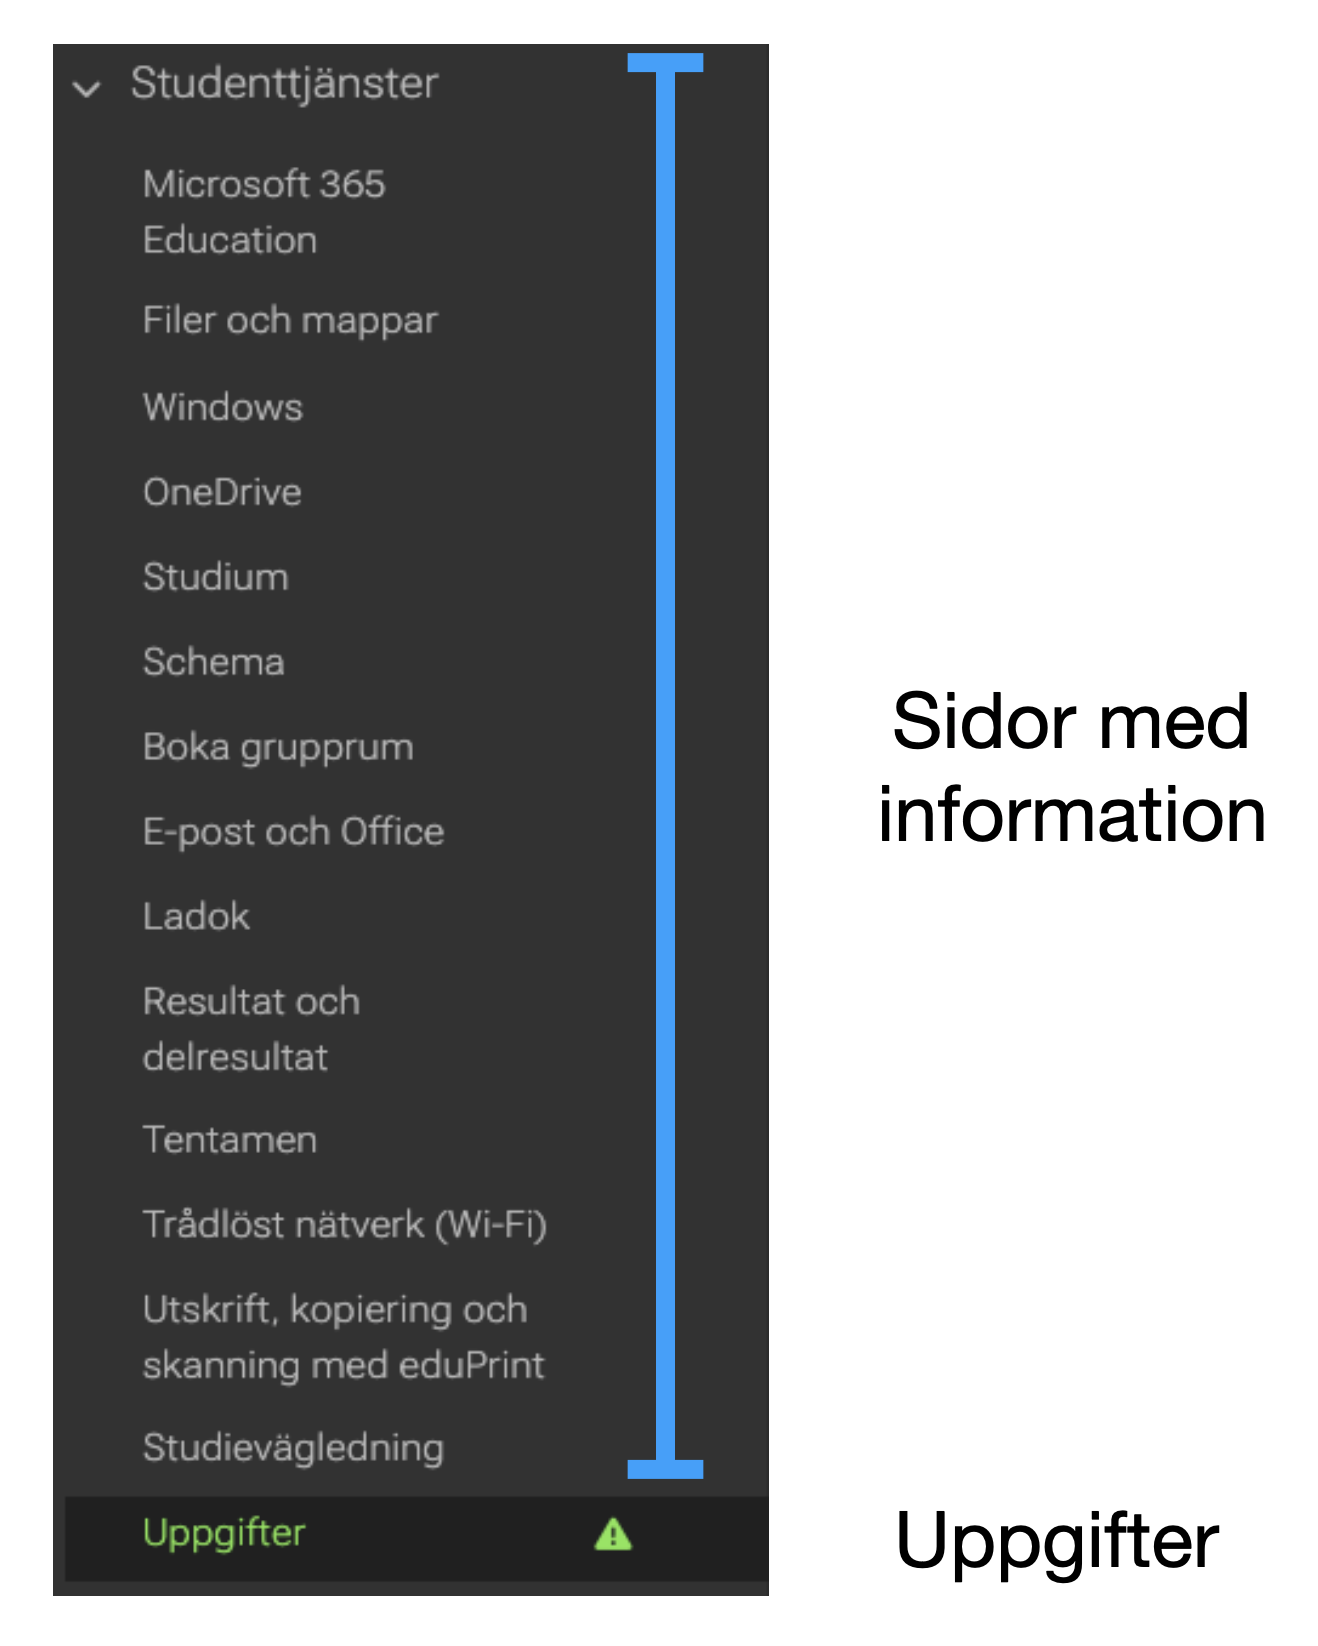 Studenttjänster
Microsoft 365
Education
Filer och mappar
Windows
OneDrive
Studium
Schema
Boka grupprum
E-post och Office
Ladok
Resultat och
delresultat
Tentamen
Trådlöst nätverk (Wi-Fi)
Utskrift, kopiering och
skanning med eduPrint
Studievägledning
Uppgifter
Sidor med
information
Uppgifter